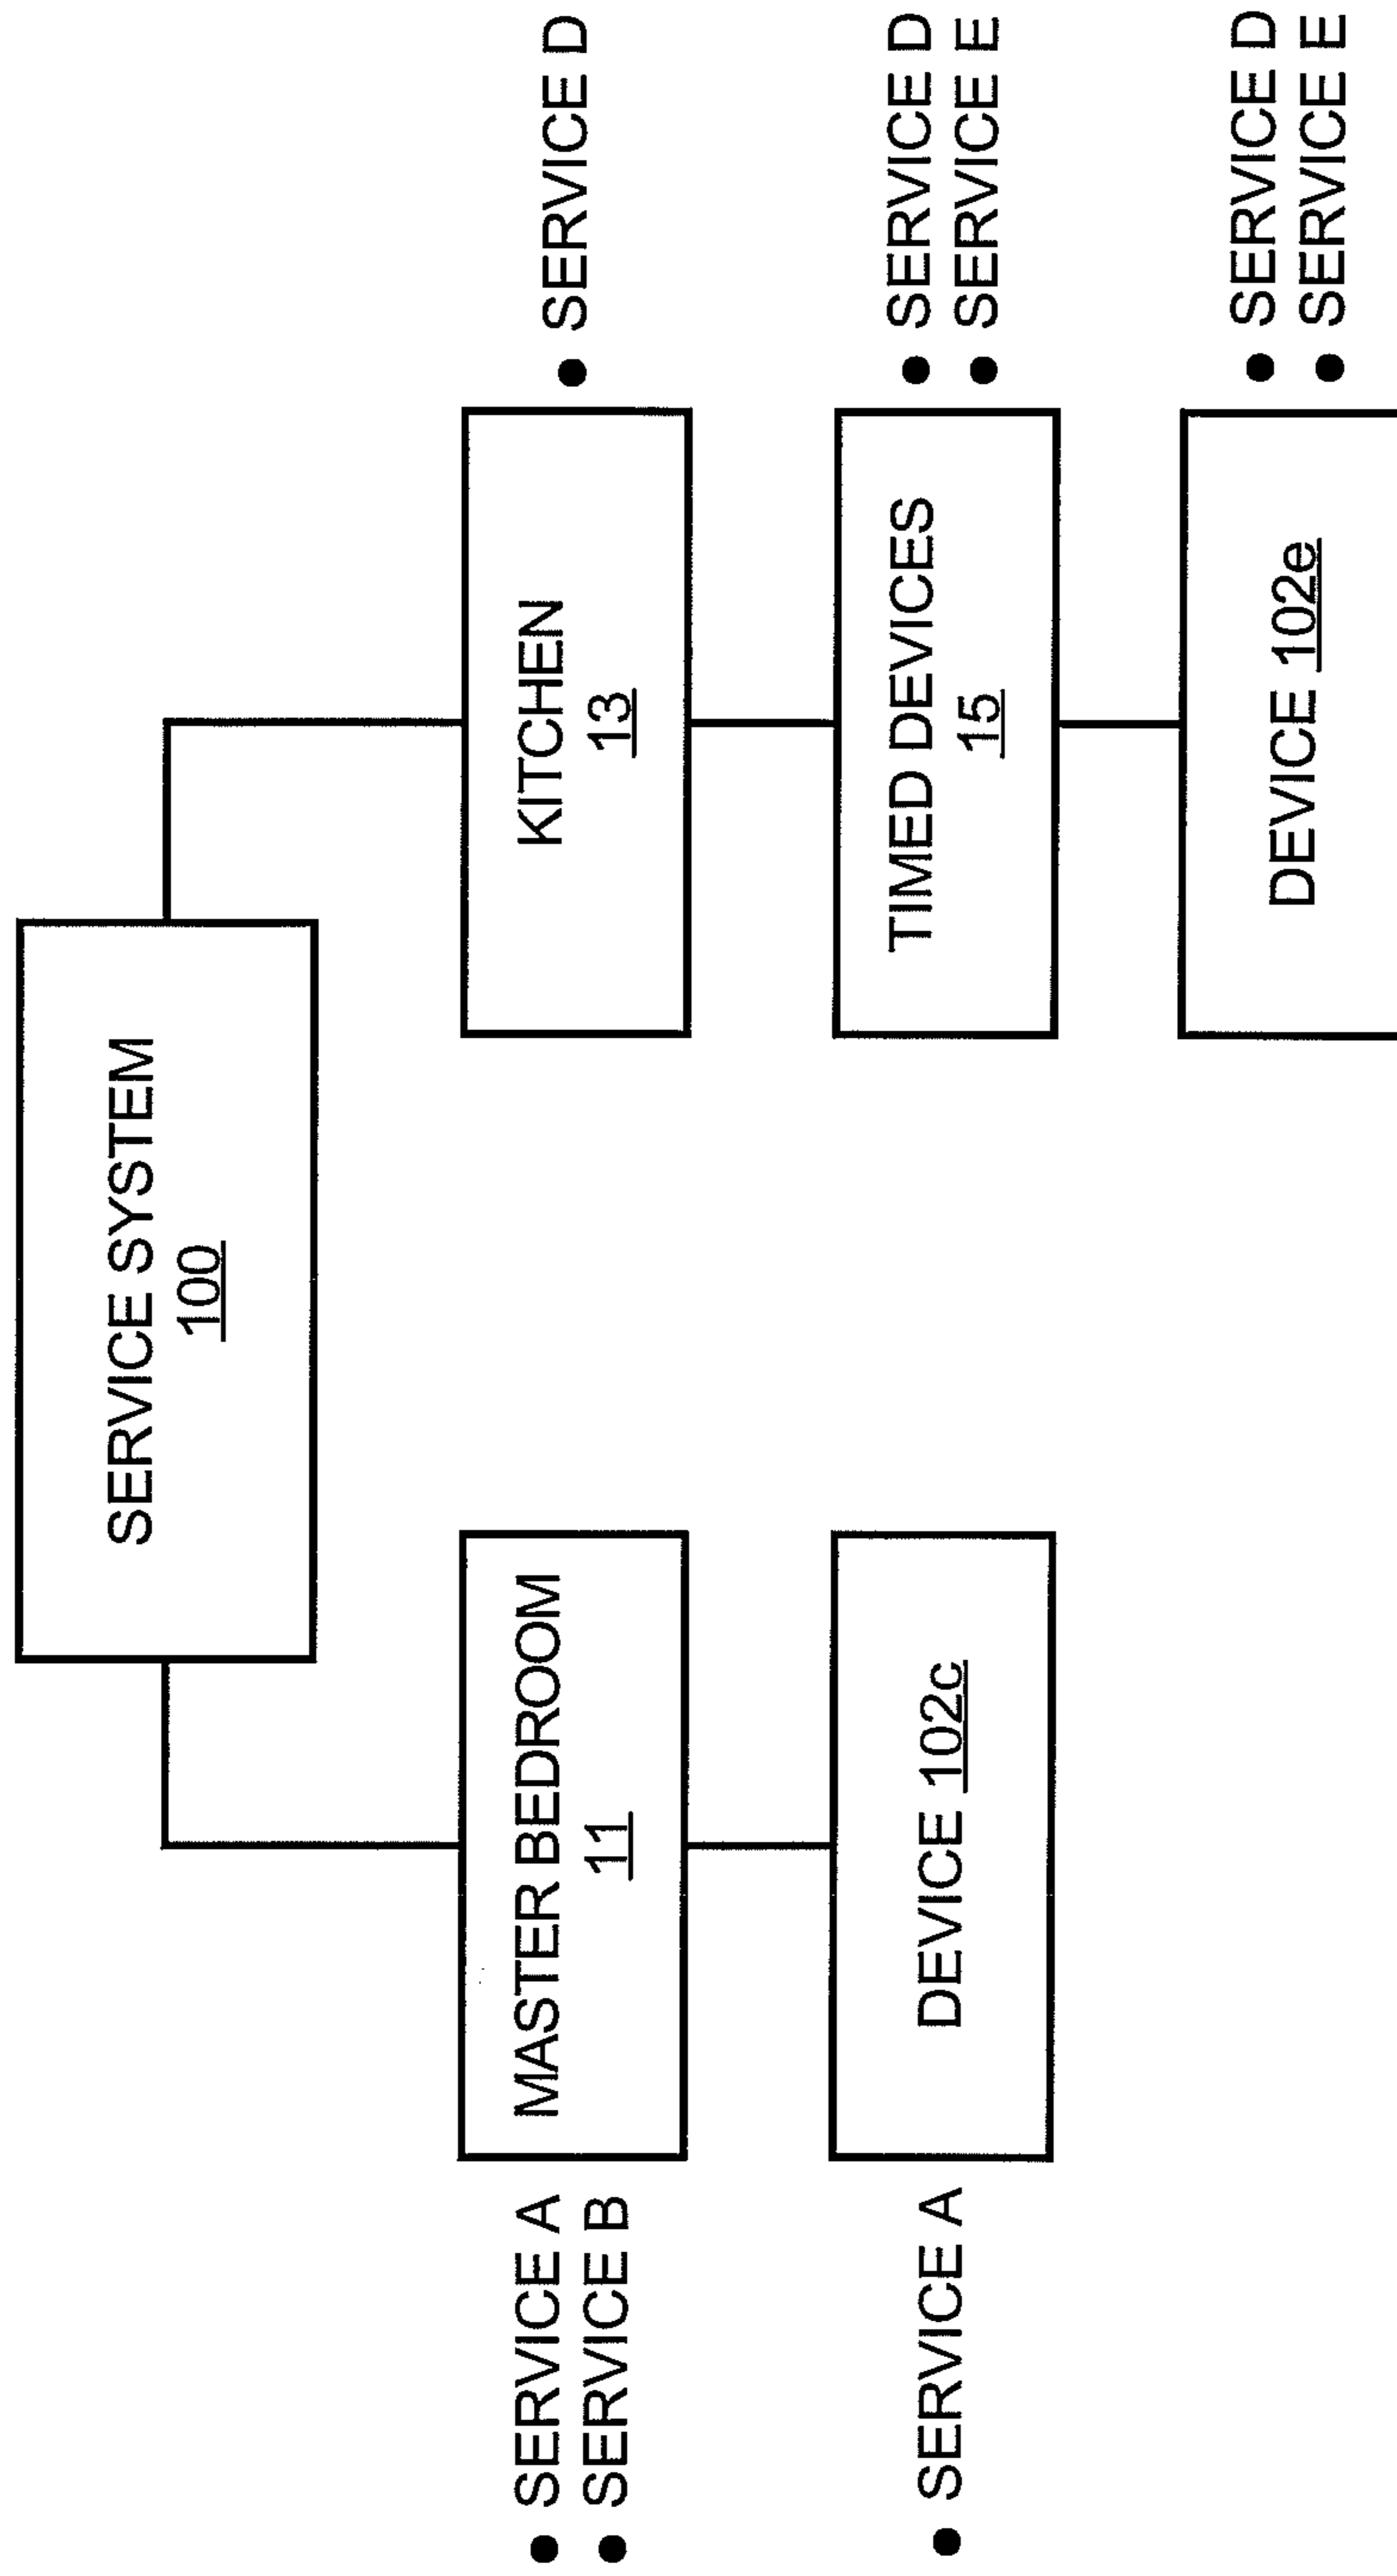 SERVICE SYSTEM
100
• SERVICE A
• SERVICE B
MASTER BEDROOM
11
KITCHEN
13
• SERVICE D
• SERVICE A
DEVICE 102c
TIMED DEVICES
15
• SERVICE D
• SERVICE E
DEVICE 102e
• SERVICE D
• SERVICE E